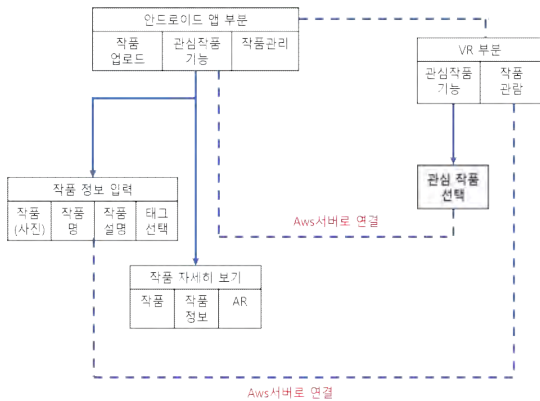 안드로이드 앱 부분
작품
업로드
관심작품
기능
작품관리
VR 부분
관심작품
기능
작품
관람
작품 정보 입력
작품
(사진)
작품
명
작품
설명
태그
선택
관심 작품
선택
Aws서버로 연결
작품 자세히 보기
작품
작품
정보
AR
Aws서버로 연결